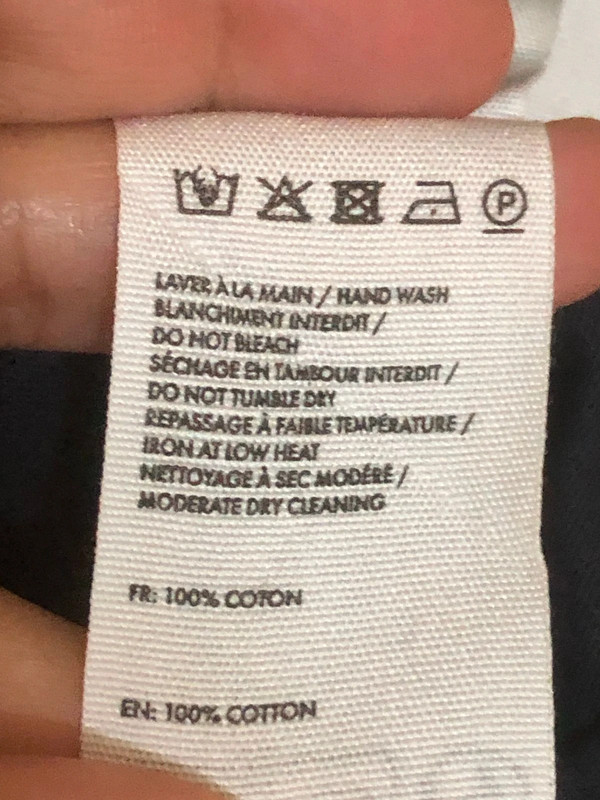 P
LAVER À LA MAIN / HAND WASH
BLANCHIMENT INTERDIT /
DO NOT BLEACH
SÉCHAGE EN TAMBOUR INTERDIT /
DO NOT TUMBLE DRY
REPASSAGE À FAIBLE TEMPÉRATURE /
IRON AT LOW HEAT
NETTOYAGE À SEC MODÉRÉ /
MODERATE DRY CLEANING
FR: 100% COTON
EN: 100% COTTON